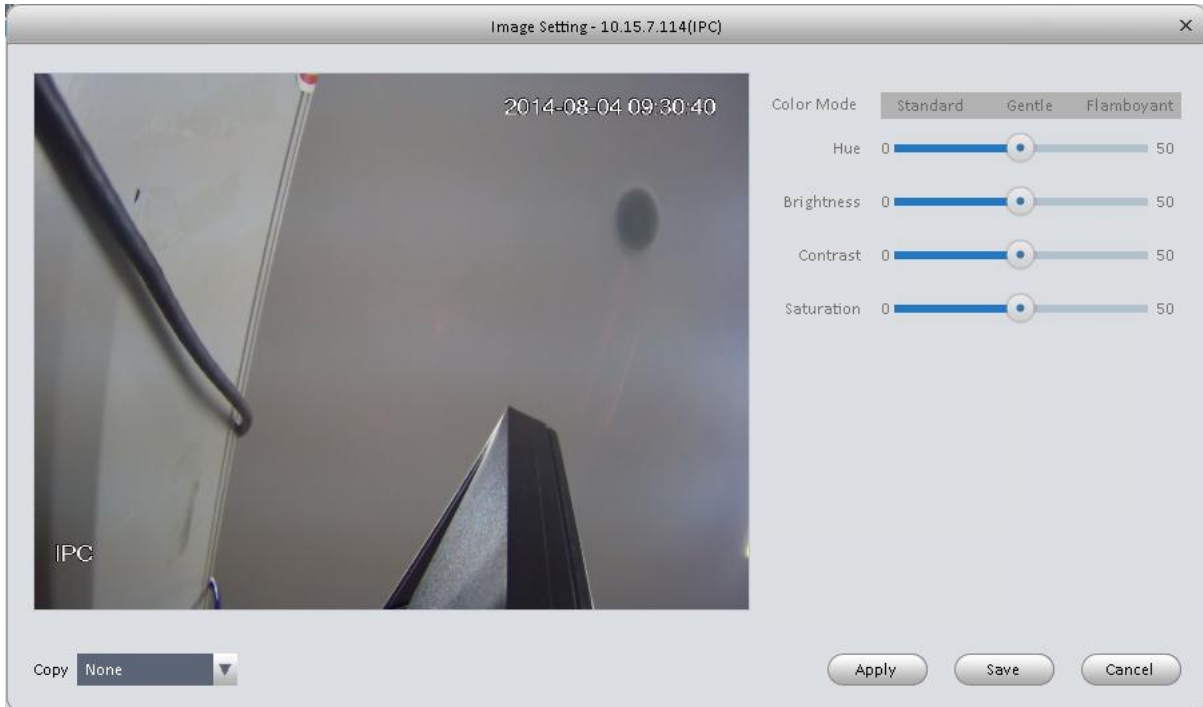 Image Setting - 10.15.7.114(IPC)
2014-08-04 09:30:40
IPC
Color Mode Standard Gentle Flamboyant
Hue 0 50
Brightness 0 50
Contrast 0 50
Saturation 0 50
Copy None
Apply Save Cancel